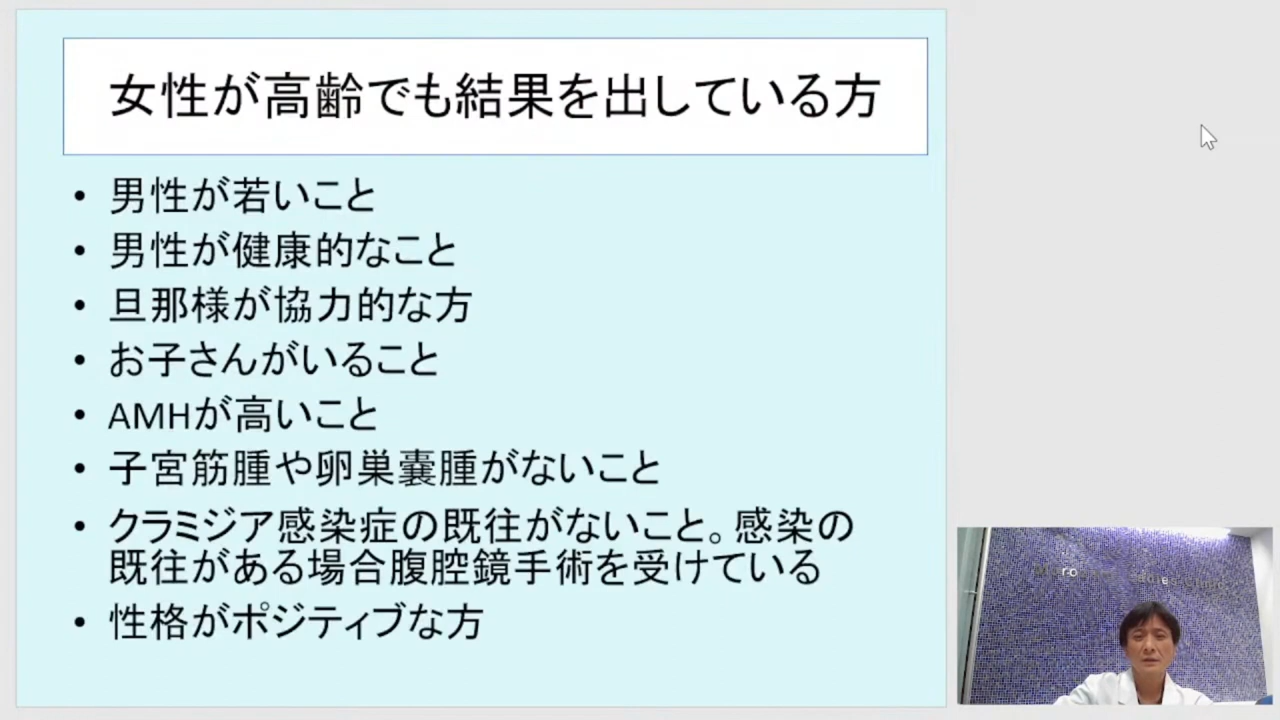 女性が高齢でも結果を出している方
• 男性が若いこと
• 男性が健康的なこと
• 旦那様が協力的な方
• お子さんがいること
• AMHが高いこと
• 子宮筋腫や卵巣嚢腫がないこと
• クラミジア感染症の既往がないこと。感染の
既往がある場合腹腔鏡手術を受けている
• 性格がポジティブな方